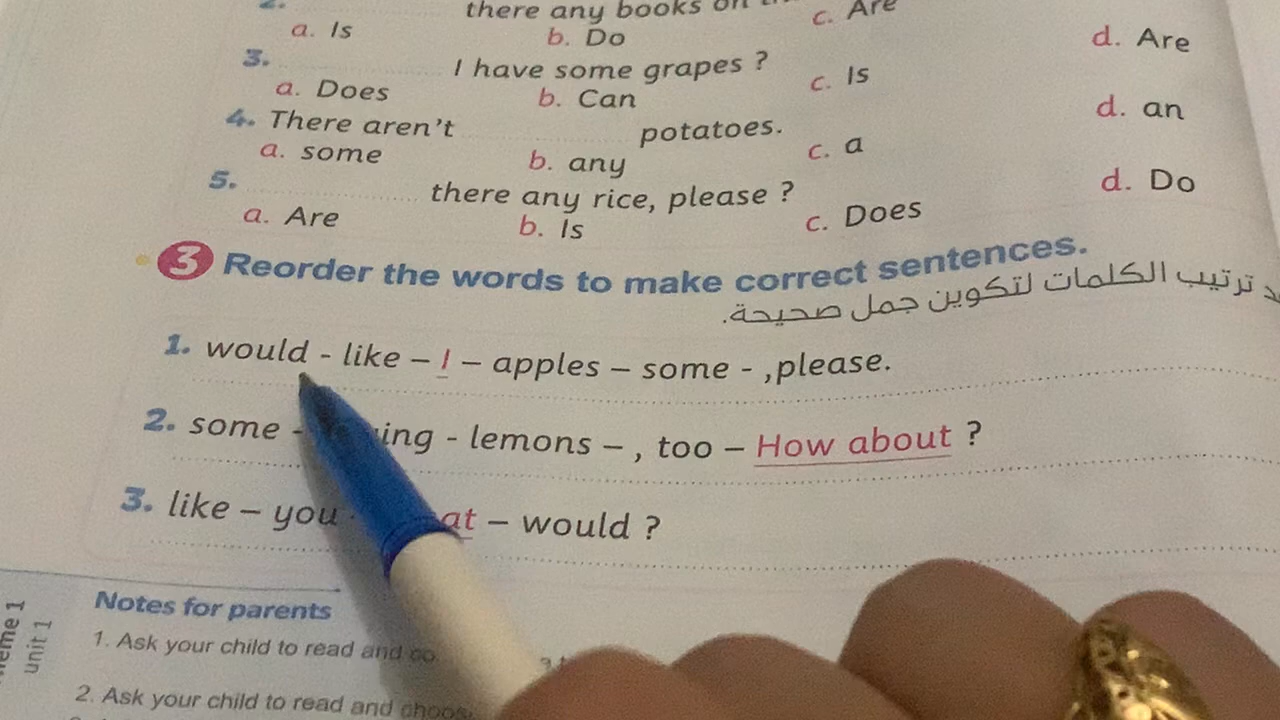 2. there any books on
a. Is b. Do c. Are d. Are
3. I have some grapes ?
a. Does b. Can c. Is d. an
4. There aren't potatoes.
a. some b. any c. a d. Do
5. there any rice, please ?
a. Are b. Is c. Does
3 Reorder the words to make correct sentences.
ترتيب الكلمات لتكوين جمل صحيحة.
1. would - like – I – apples – some - ,please.
2. some - - lemons – , too – How about ?
3. like – you – would ?
Notes for parents
1. Ask your child to read and
2. Ask your child to read and choose
unit 1